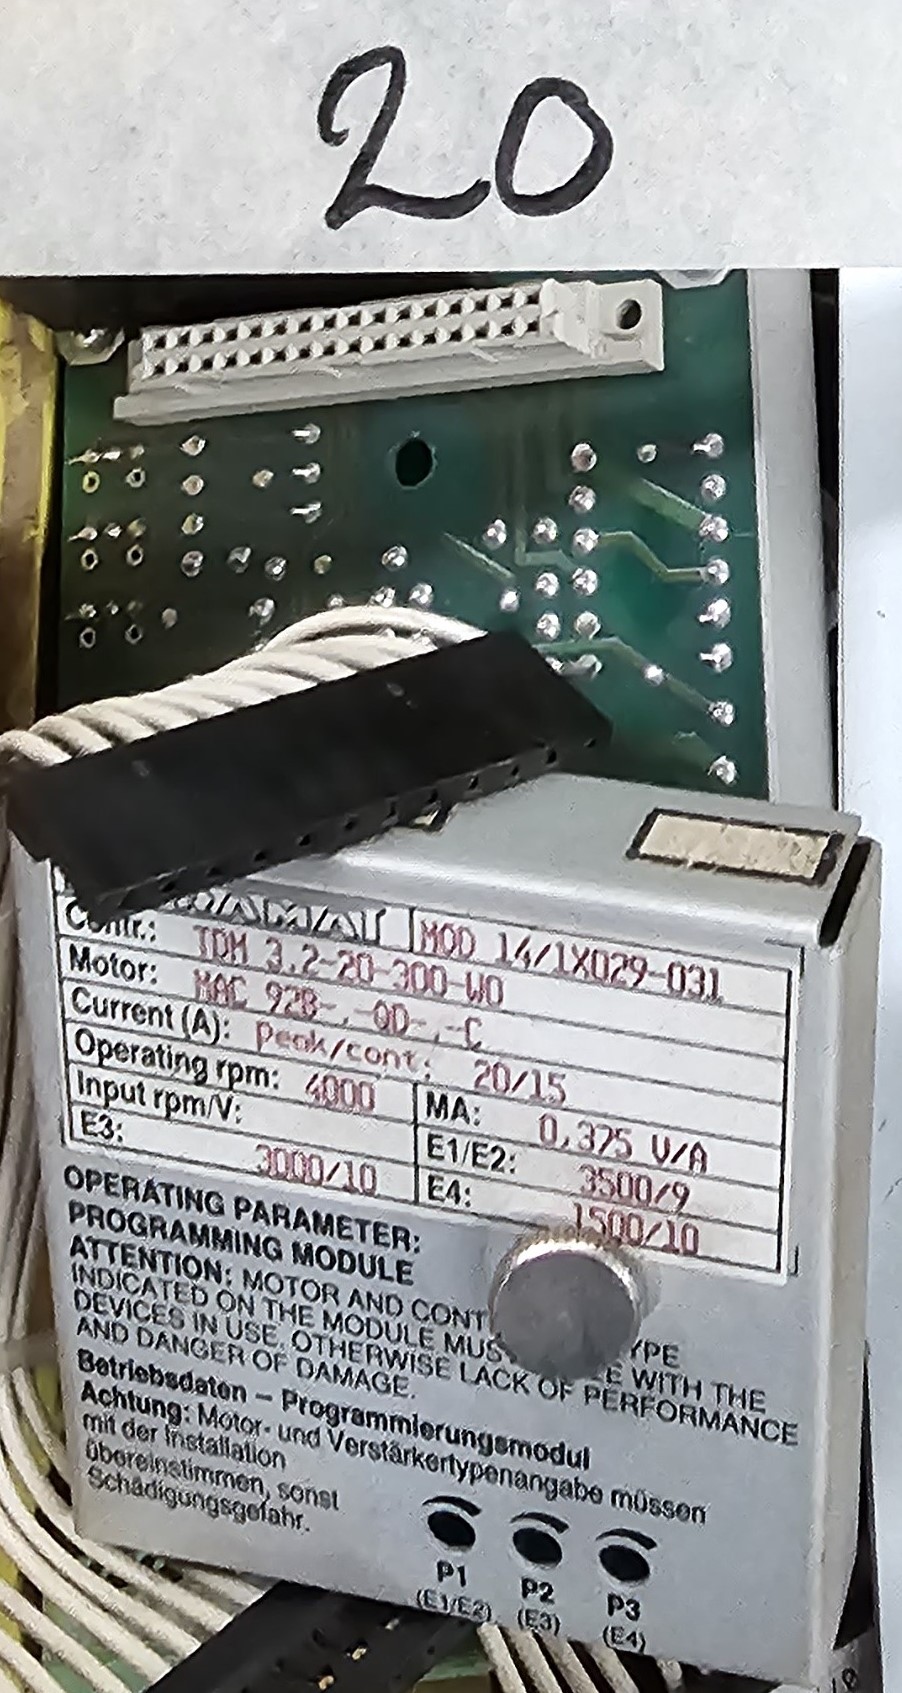 20
MOD 14/1X029-031
Contr.: TDM 3.2-20-300-W0
Motor: MAC 92B-,-QD-,-C
Current (A): Peak/cont: 20/15
Operating rpm: 4000 MA: 0,375 V/A
Input rpm/V: E1/E2: 3500/9
E3: 3000/10 E4: 1500/10
OPERATING PARAMETER:
PROGRAMMING MODULE
ATTENTION: MOTOR AND CONT YPE
INDICATED ON THE MODULE MUS E WITH THE
DEVICES IN USE. OTHERWISE LACK OF PERFORMANCE
AND DANGER OF DAMAGE.
Betriebsdaten – Programmierungsmodul
Achtung: Motor- und Verstärkertypenangabe müssen
mit der Installation
übereinstimmen, sonst
Schädigungsgefahr.
P1 P2 P3
(E1/E2) (E3) (E4)